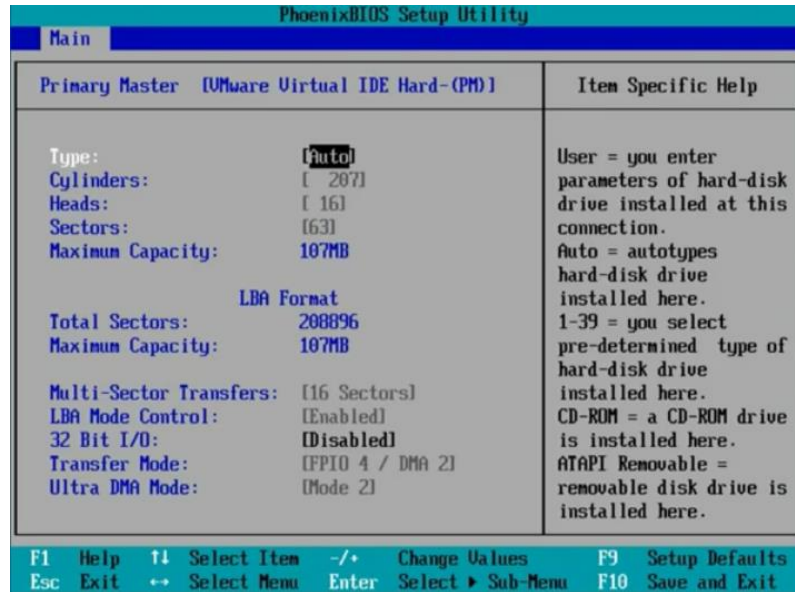 PhoenixBIOS Setup Utility
Main
Primary Master [VMware Virtual IDE Hard-(PM)]
Item Specific Help
Type: [Auto]
Cylinders: [ 207]
Heads: [ 16]
Sectors: [63]
Maximum Capacity: 107MB
LBA Format
Total Sectors: 208896
Maximum Capacity: 107MB
Multi-Sector Transfers: [16 Sectors]
LBA Mode Control: [Enabled]
32 Bit I/O: [Disabled]
Transfer Mode: [FPIO 4 / DMA 2]
Ultra DMA Mode: [Mode 2]
User = you enter
parameters of hard-disk
drive installed at this
connection.
Auto = autotypes
hard-disk drive
installed here.
1-39 = you select
pre-determined type of
hard-disk drive
installed here.
CD-ROM = a CD-ROM drive
is installed here.
ATAPI Removable =
removable disk drive is
installed here.
F1 Help ↑↓ Select Item -/+ Change Values F9 Setup Defaults
Esc Exit ↔ Select Menu Enter Select ▶ Sub-Menu F10 Save and Exit